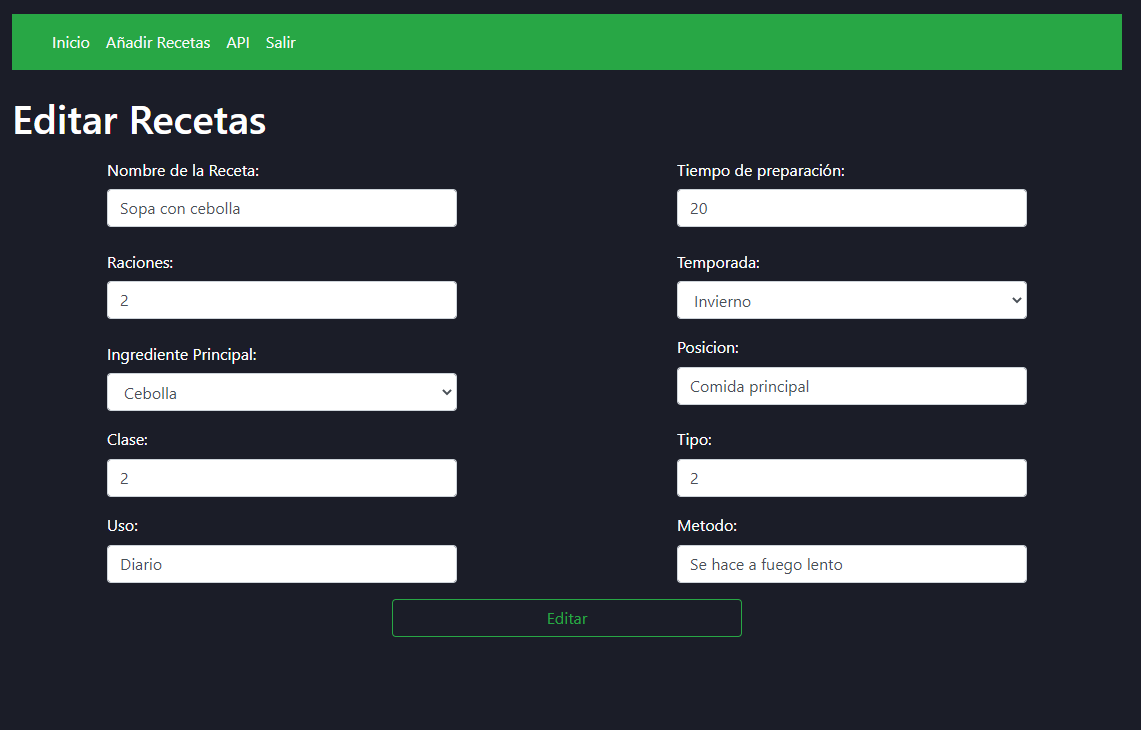 Inicio Añadir Recetas API Salir
Editar Recetas
Nombre de la Receta: Tiempo de preparación:
Sopa con cebolla 20
Raciones: Temporada:
2 Invierno
Ingrediente Principal: Posicion:
Cebolla Comida principal
Clase: Tipo:
2 2
Uso: Metodo:
Diario Se hace a fuego lento
Editar